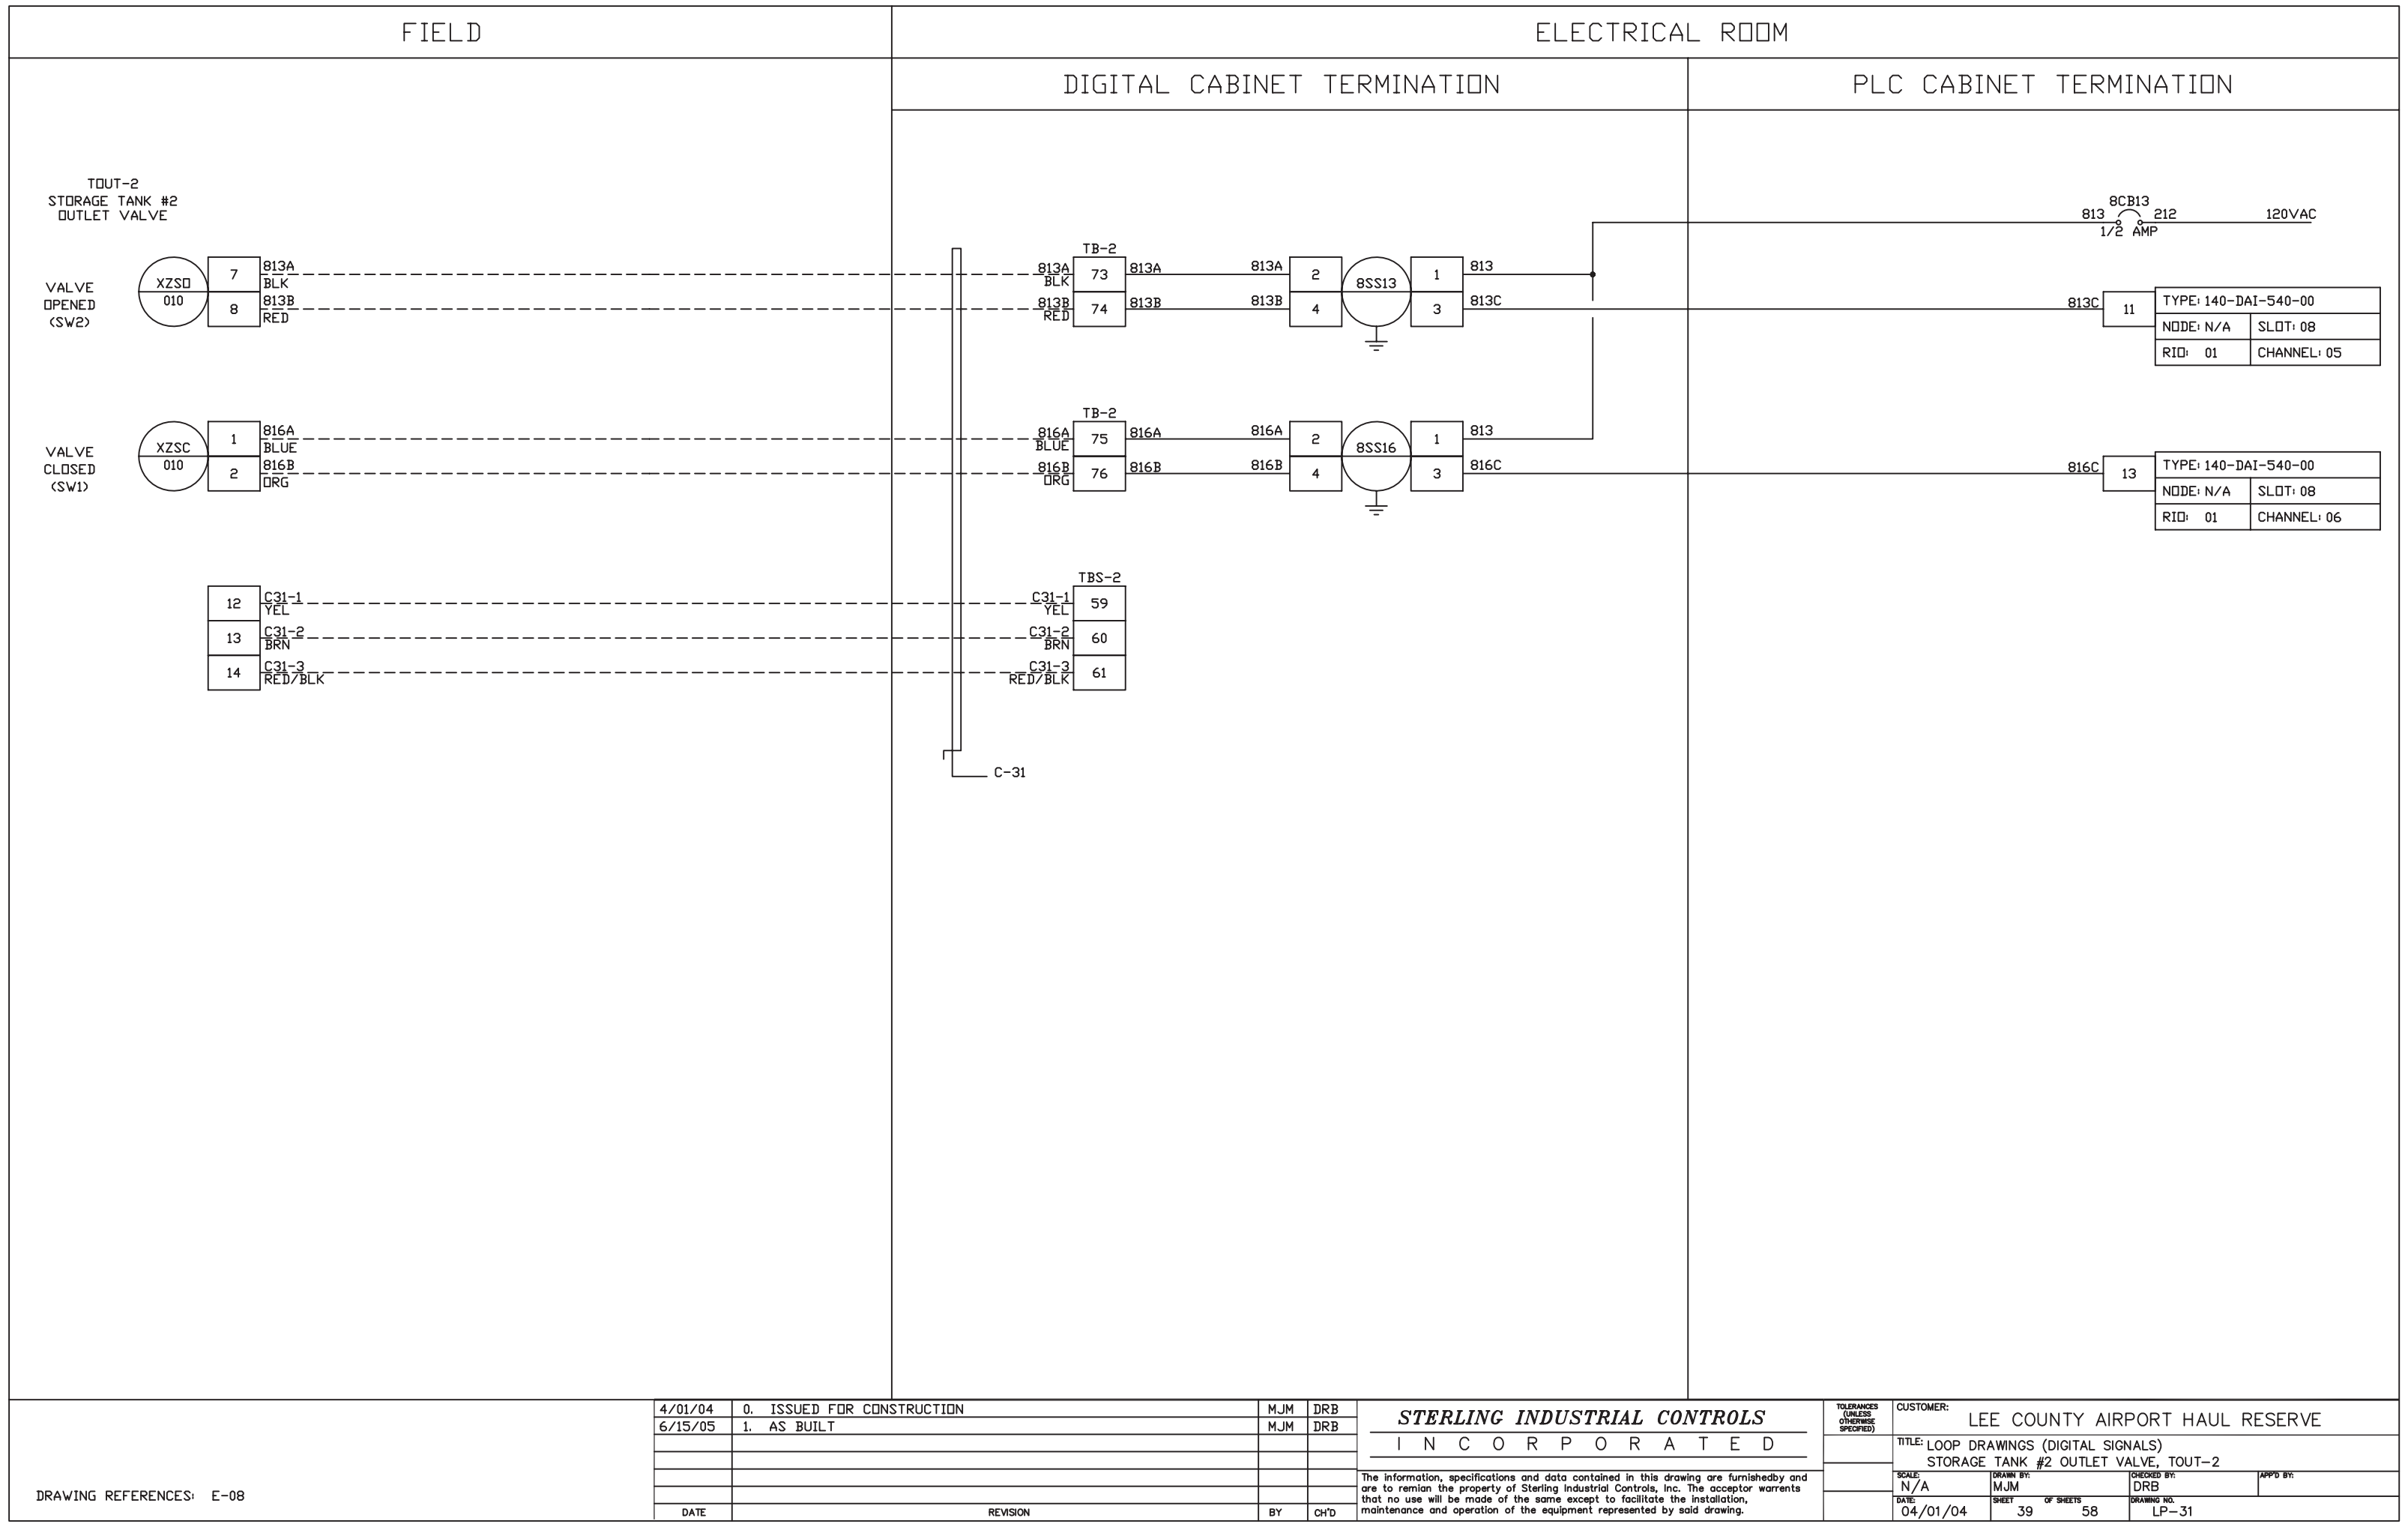 FIELD
ELECTRICAL ROOM
DIGITAL CABINET TERMINATION
PLC CABINET TERMINATION
TOUT-2
STORAGE TANK #2
OUTLET VALVE
8CB13
813 212 120VAC
1/2 AMP
VALVE
OPENED
(SW2)
XZSO
010
7
8
813A
BLK
813B
RED
813A
BLK
813B
RED
TB-2
73
74
813A
813B
813A
813B
2
4
8SS13
1
3
813
813C
813C
11
TYPE: 140-DAI-540-00
NODE: N/A SLOT: 08
RIO: 01 CHANNEL: 05
VALVE
CLOSED
(SW1)
XZSC
010
1
2
816A
BLUE
816B
ORG
816A
BLUE
816B
ORG
TB-2
75
76
816A
816B
816A
816B
2
4
8SS16
1
3
813
816C
816C
13
TYPE: 140-DAI-540-00
NODE: N/A SLOT: 08
RIO: 01 CHANNEL: 06
TBS-2
12 C31-1 C31-1 59
YEL YEL
13 C31-2 C31-2 60
BRN BRN
14 C31-3 C31-3 61
RED/BLK RED/BLK
C-31
DRAWING REFERENCES: E-08
4/01/04 0. ISSUED FOR CONSTRUCTION MJM DRB
6/15/05 1. AS BUILT MJM DRB
DATE REVISION BY CH'D
STERLING INDUSTRIAL CONTROLS
INCORPORATED
The information, specifications and data contained in this drawing are furnishedby and
are to remian the property of Sterling Industrial Controls, Inc. The acceptor warrents
that no use will be made of the same except to facilitate the installation,
maintenance and operation of the equipment represented by said drawing.
TOLERANCES
(UNLESS
OTHERWISE
SPECIFIED)
CUSTOMER:
LEE COUNTY AIRPORT HAUL RESERVE
TITLE: LOOP DRAWINGS (DIGITAL SIGNALS)
STORAGE TANK #2 OUTLET VALVE, TOUT-2
SCALE: DRAWN BY: CHECKED BY: APP'D BY:
N/A MJM DRB
DATE: SHEET OF SHEETS DRAWING NO.
04/01/04 39 58 LP-31